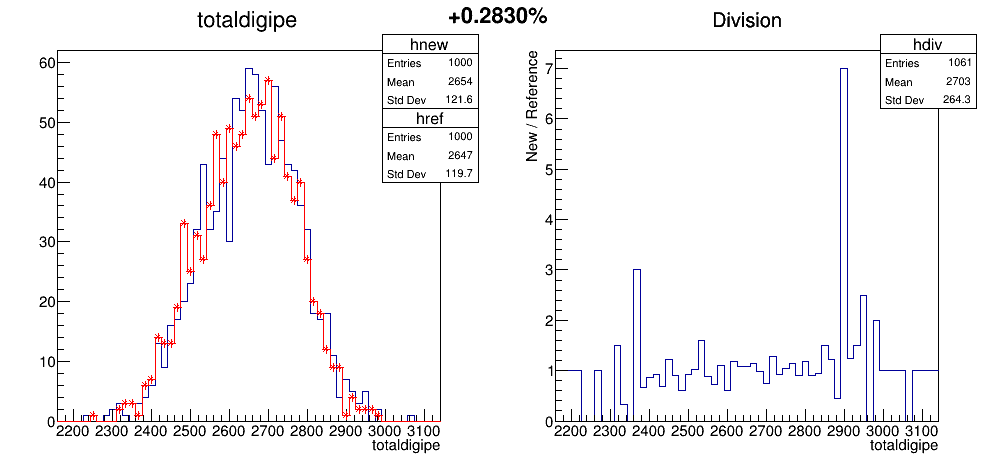 +0.2830%
totaldigipe
hnew
Entries 1000
Mean 2654
Std Dev 121.6
href
Entries 1000
Mean 2647
Std Dev 119.7
60
50
40
30
20
10
0
2200 2300 2400 2500 2600 2700 2800 2900 3000 3100
totaldigipe
Division
hdiv
Entries 1061
Mean 2703
Std Dev 264.3
New / Reference
7
6
5
4
3
2
1
0
2200 2300 2400 2500 2600 2700 2800 2900 3000 3100
totaldigipe